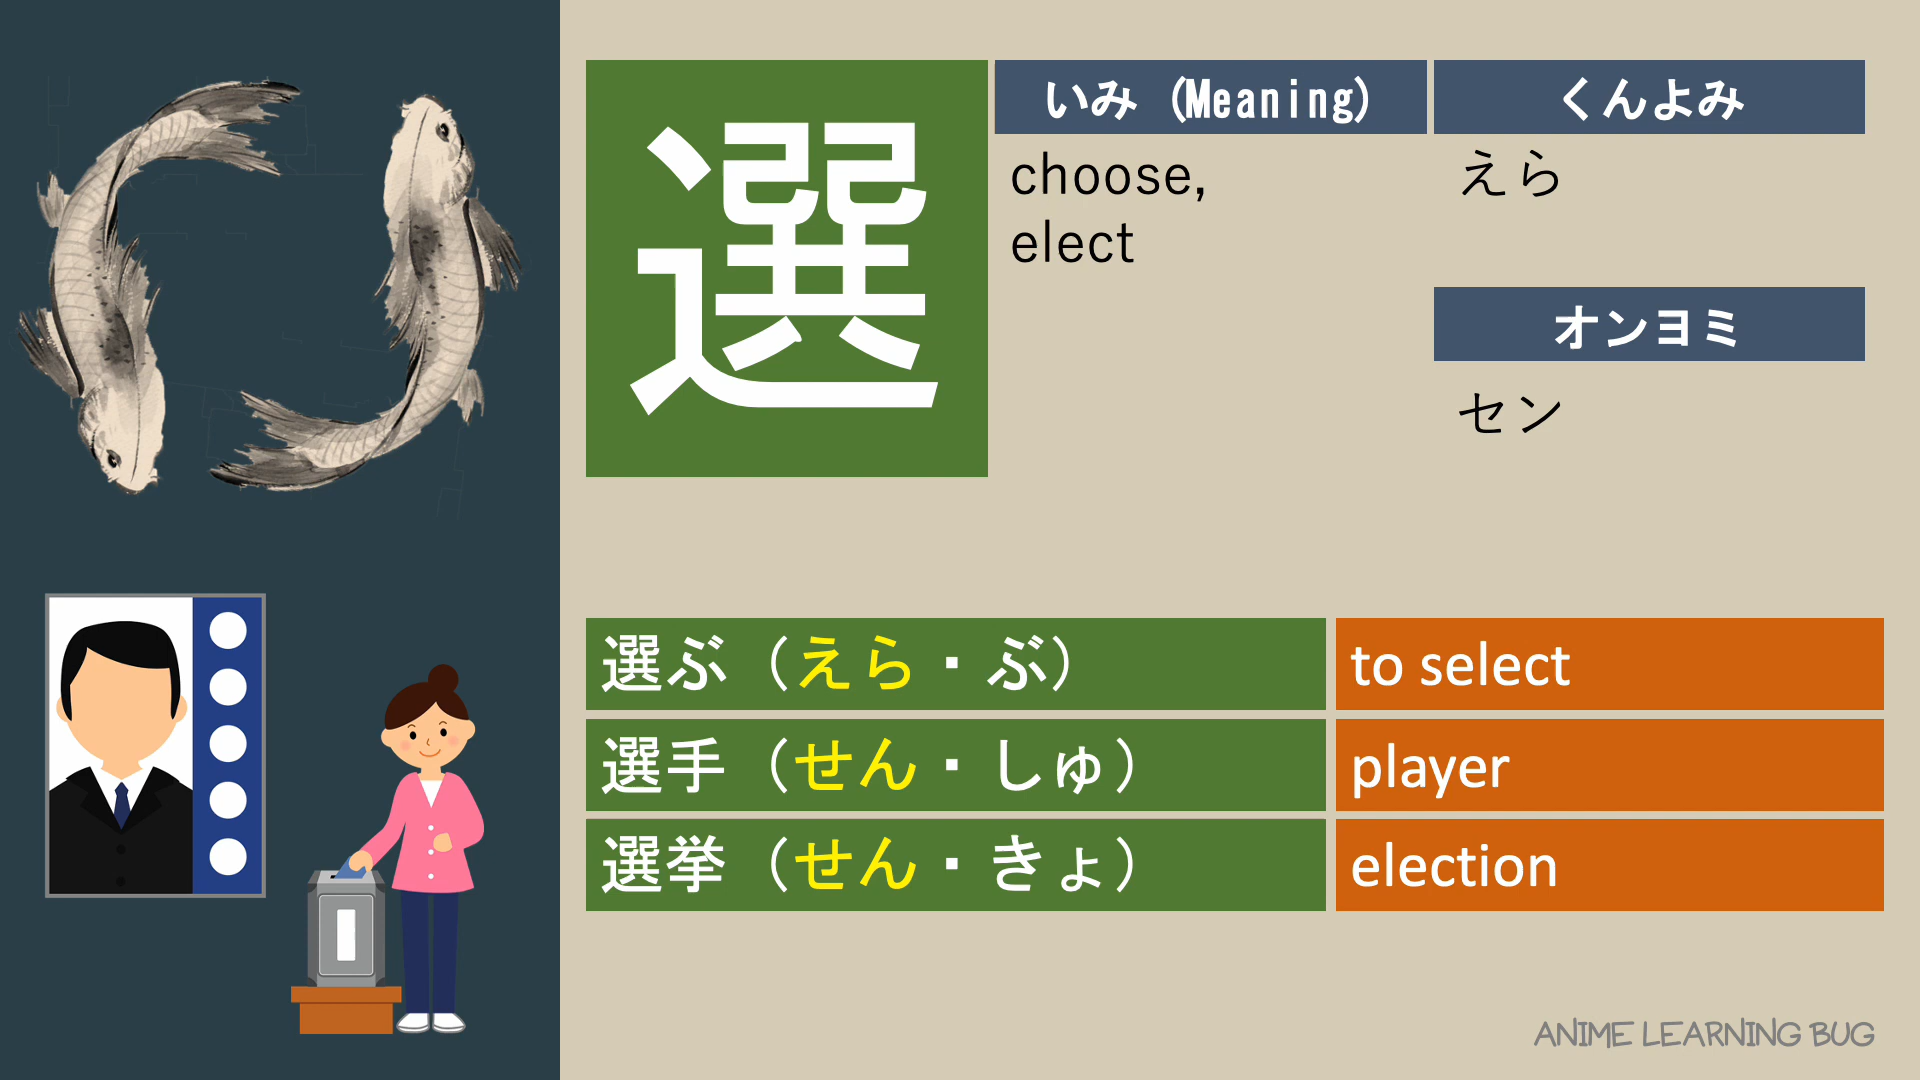 選
いみ (Meaning)
choose,
elect
くんよみ
えら
オンヨミ
セン
選ぶ（えら・ぶ） to select
選手（せん・しゅ） player
選挙（せん・きょ） election
ANIME LEARNING BUG